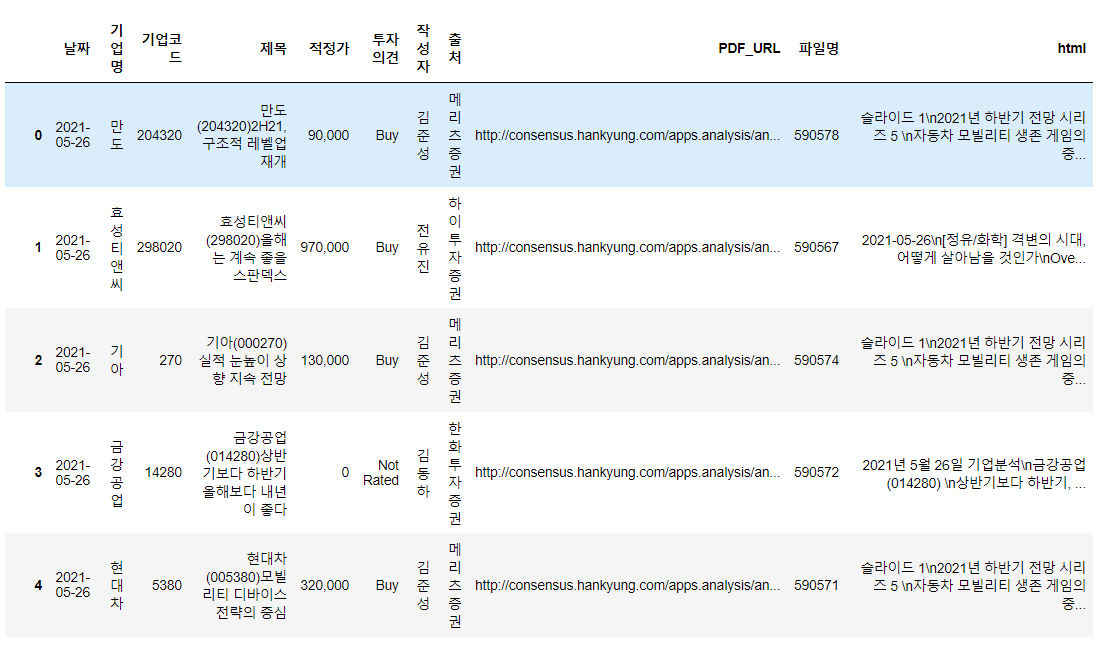 날짜 기업명 기업코드 제목 적정가 투자의견 작성자 출처 PDF_URL 파일명 html
0 2021-05-26 만도 204320 만도(204320)2H21, 구조적 레벨업 재개 90,000 Buy 김준성 메리츠증권 http://consensus.hankyung.com/apps.analysis/an... 590578 슬라이드 1\n2021년 하반기 전망 시리즈 5 \n자동차 모빌리티 생존 게임의 중...
1 2021-05-26 효성티앤씨 298020 효성티앤씨(298020)올해는 계속 좋을 스판덱스 970,000 Buy 전유진 하이투자증권 http://consensus.hankyung.com/apps.analysis/an... 590567 2021-05-26\n[정유/화학] 격변의 시대, 어떻게 살아남을 것인가\nOve...
2 2021-05-26 기아 270 기아(000270)실적 눈높이 상향 지속 전망 130,000 Buy 김준성 메리츠증권 http://consensus.hankyung.com/apps.analysis/an... 590574 슬라이드 1\n2021년 하반기 전망 시리즈 5 \n자동차 모빌리티 생존 게임의 중...
3 2021-05-26 금강공업 14280 금강공업(014280)상반기보다 하반기 올해보다 내년이 좋다 0 Not Rated 김동하 한화투자증권 http://consensus.hankyung.com/apps.analysis/an... 590572 2021년 5월 26일 기업분석\n금강공업 (014280) \n상반기보다 하반기, ...
4 2021-05-26 현대차 5380 현대차(005380)모빌리티 디바이스 전략의 중심 320,000 Buy 김준성 메리츠증권 http://consensus.hankyung.com/apps.analysis/an... 590571 슬라이드 1\n2021년 하반기 전망 시리즈 5 \n자동차 모빌리티 생존 게임의 중...